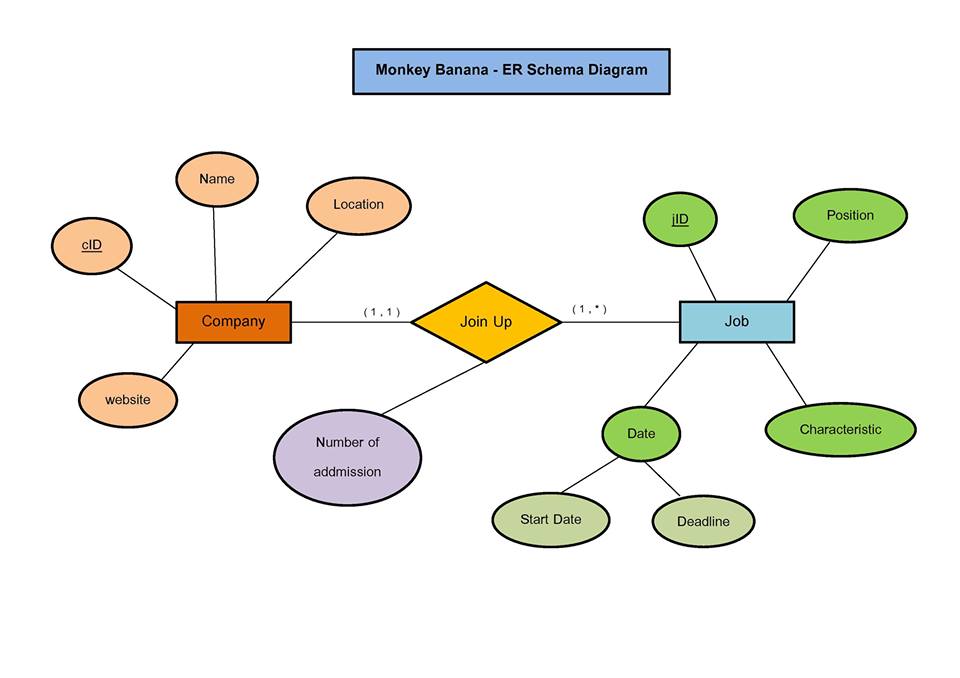 Monkey Banana - ER Schema Diagram
Name
Location
cID
jID
Position
Company
( 1 , 1 )
Join Up
( 1 , * )
Job
website
Number of
addmission
Date
Characteristic
Start Date
Deadline